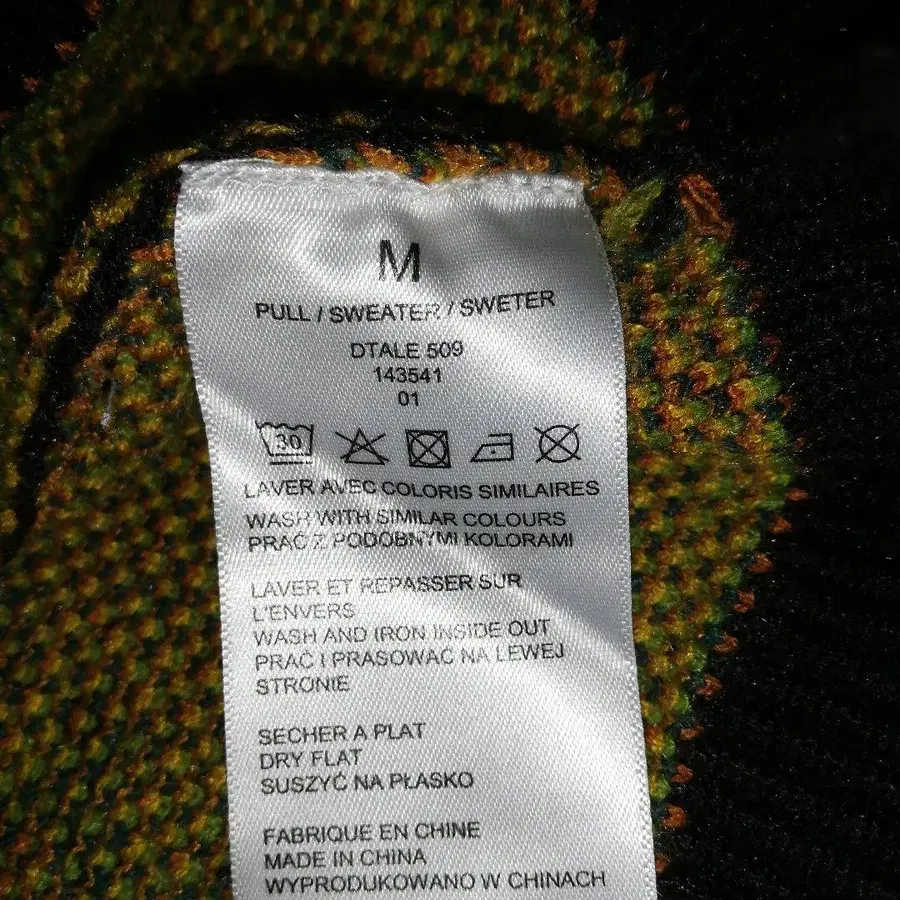 M
PULL / SWEATER / SWETER
DTALE 509
143541
01
30
LAVER AVEC COLORIS SIMILAIRES
WASH WITH SIMILAR COLOURS
PRAĆ Z PODOBNYMI KOLORAMI
LAVER ET REPASSER SUR
L'ENVERS
WASH AND IRON INSIDE OUT
PRAĆ I PRASOWAĆ NA LEWEJ
STRONIE
SECHER A PLAT
DRY FLAT
SUSZYĆ NA PŁASKO
FABRIQUE EN CHINE
MADE IN CHINA
WYPRODUKOWANO W CHINACH